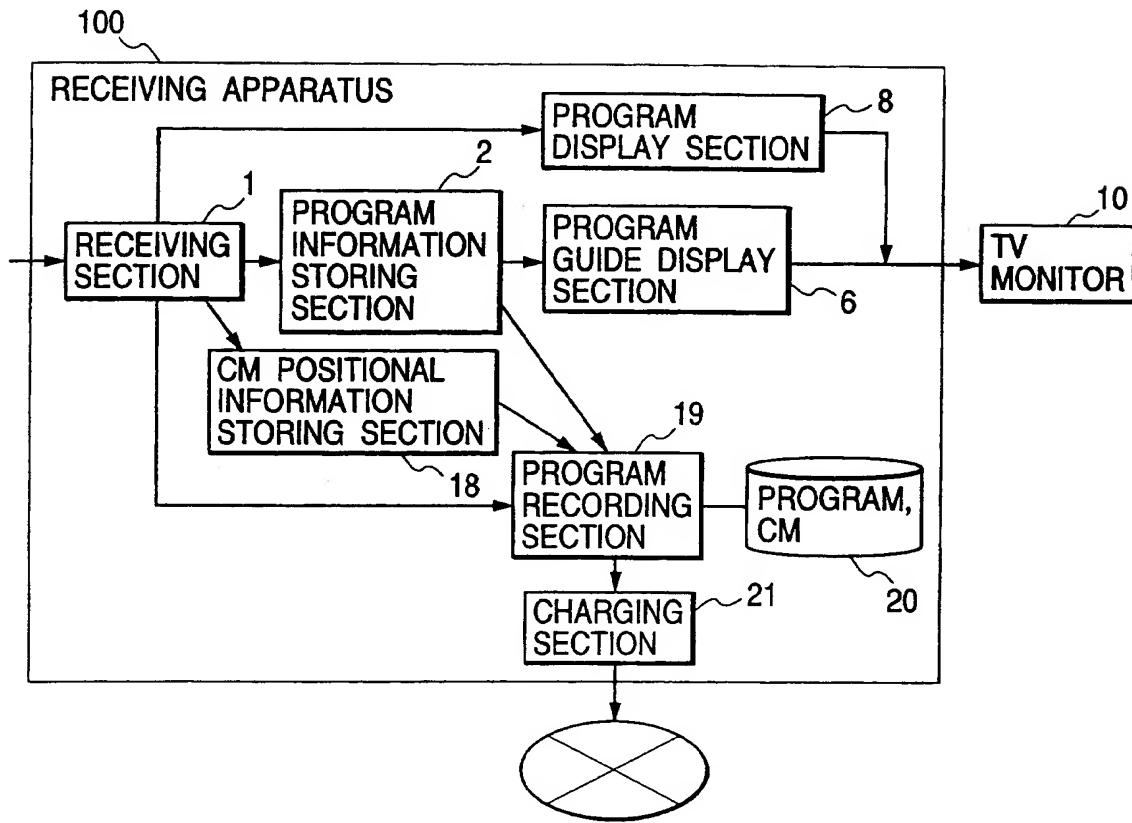 100
RECEIVING APPARATUS
8
PROGRAM
DISPLAY SECTION
2
1
PROGRAM
INFORMATION
STORING
SECTION
RECEIVING
SECTION
PROGRAM
GUIDE DISPLAY
SECTION
6
10
TV
MONITOR
CM POSITIONAL
INFORMATION
STORING SECTION
18
19
PROGRAM
RECORDING
SECTION
PROGRAM,
CM
20
21
CHARGING
SECTION